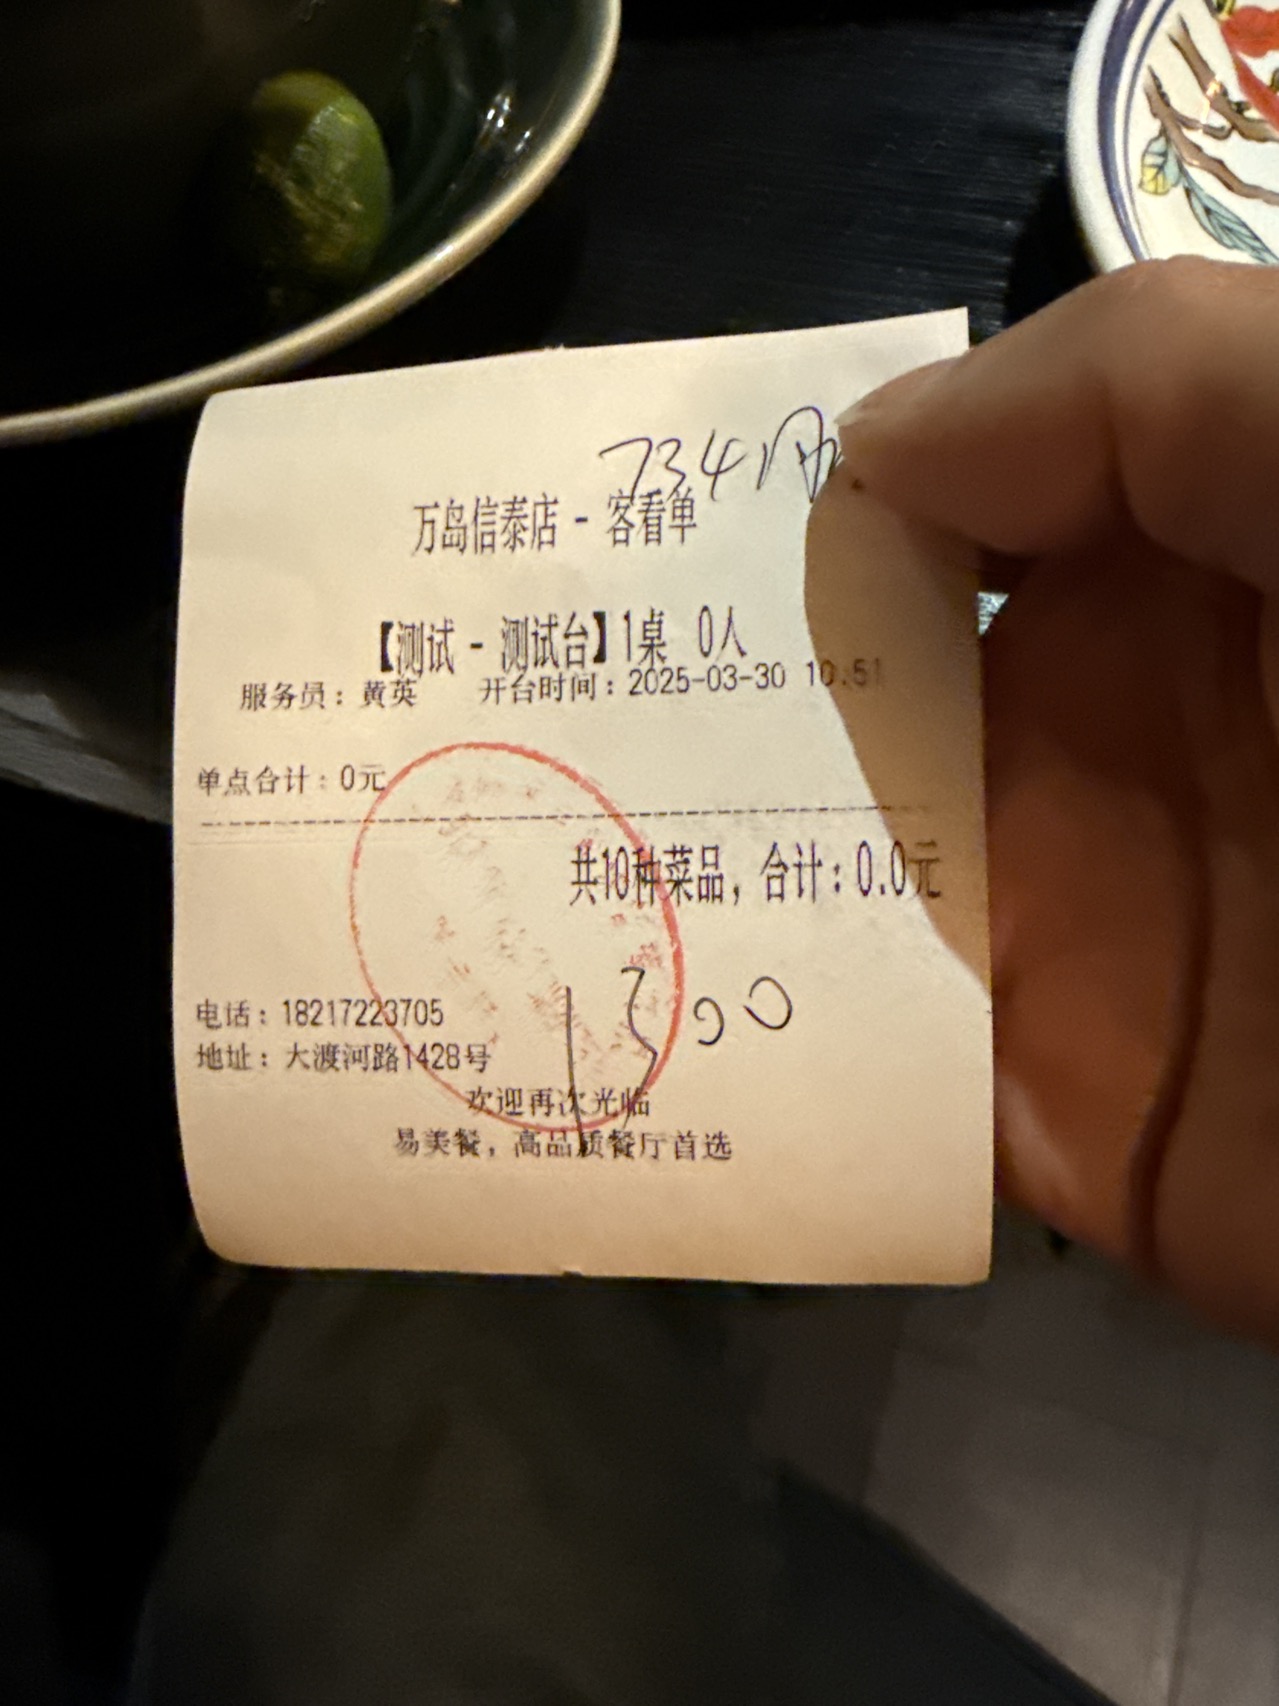 734
万岛信泰店 - 客看单
【测试 - 测试台】1桌 0人
服务员：黄英 开台时间：2025-03-30 10:51
单点合计：0元
共10种菜品，合计：0.0元
1500
电话：18217223705
地址：大渡河路1428号
欢迎再次光临
易美餐，高品质餐厅首选